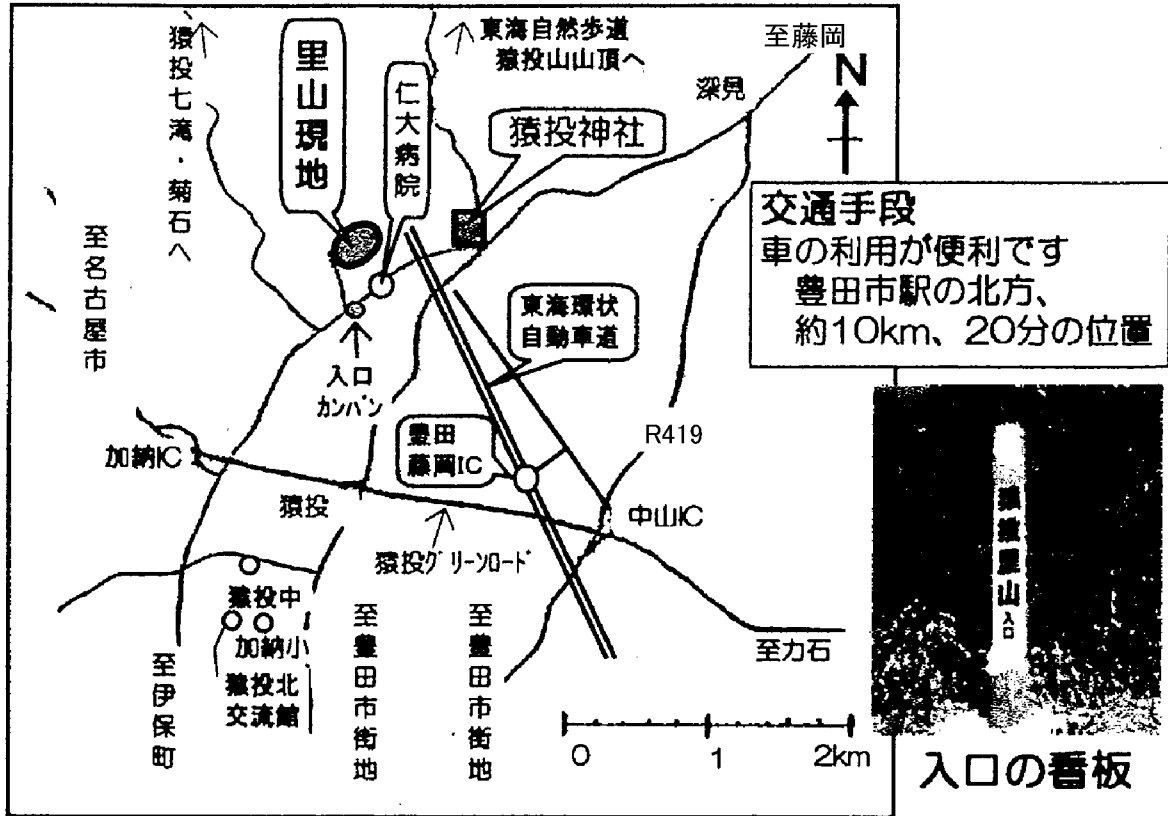 猿投七滝・菊石へ
里山現地
仁大病院
東海自然歩道
猿投山山頂へ
猿投神社
至藤岡
深見
N
交通手段
車の利用が便利です
豊田市駅の北方、
約10km、20分の位置
至名古屋市
入口
カンバン
東海環状
自動車道
豊田
藤岡IC
R419
加納IC
猿投
猿投グリーンロード
中山IC
猿投中
加納小
猿投北
交流館
至伊保町
至豊田市街地
至豊田市街地
至力石
0 1 2km
猿投里山入口
入口の看板